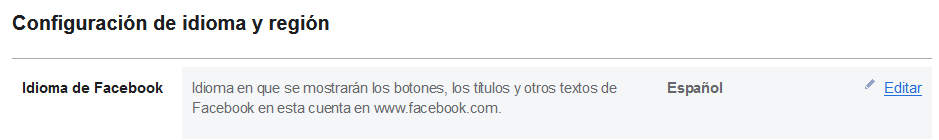 Configuración de idioma y región
Idioma de Facebook
Idioma en que se mostrarán los botones, los títulos y otros textos de
Facebook en esta cuenta en www.facebook.com.
Español
Editar